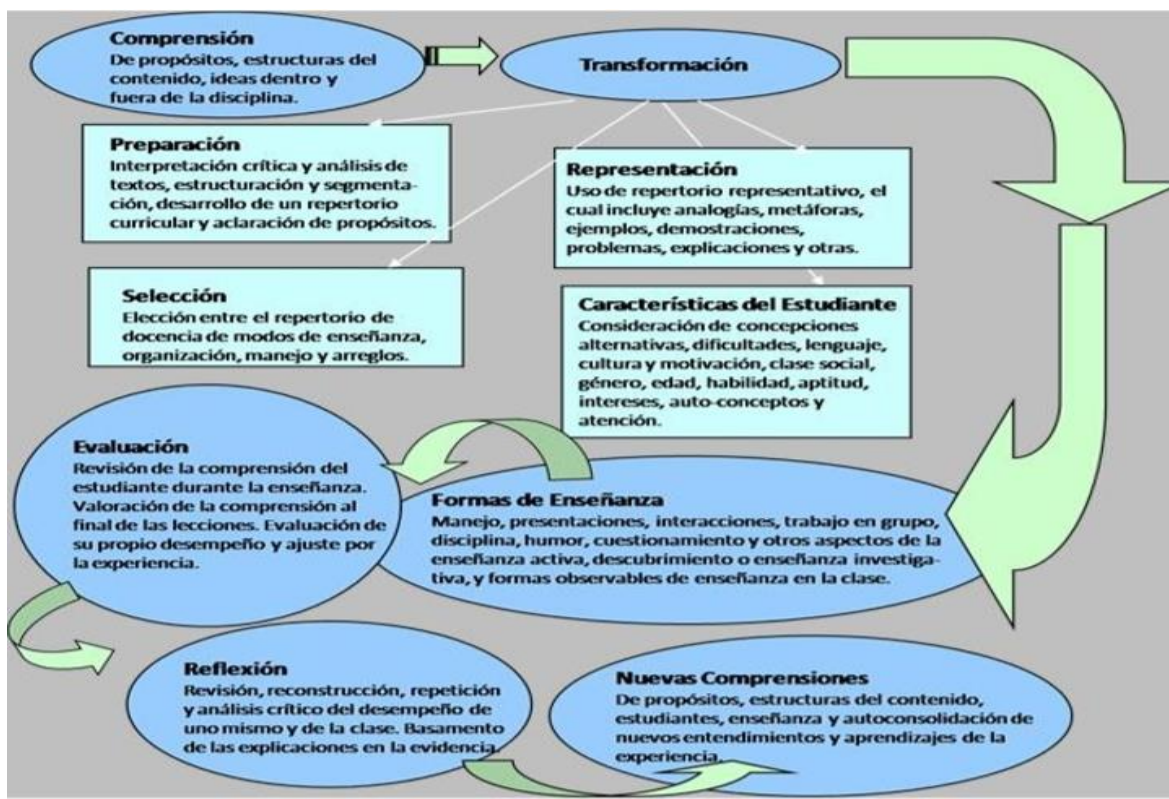 Comprensión
De propósitos, estructuras del
contenido, ideas dentro y
fuera de la disciplina.
Transformación
Preparación
Interpretación crítica y análisis de
textos, estructuración y segmenta-
ción, desarrollo de un repertorio
curricular y aclaración de propósitos.
Representación
Uso de repertorio representativo, el
cual incluye analogías, metáforas,
ejemplos, demostraciones,
problemas, explicaciones y otras.
Selección
Elección entre el repertorio de
docencia de modos de enseñanza,
organización, manejo y arreglos.
Características del Estudiante
Consideración de concepciones
alternativas, dificultades, lenguaje,
cultura y motivación, clase social,
género, edad, habilidad, aptitud,
intereses, auto-conceptos y
atención.
Evaluación
Revisión de la comprensión del
estudiante durante la enseñanza.
Valoración de la comprensión al
final de las lecciones. Evaluación de
su propio desempeño y ajuste por
la experiencia.
Formas de Enseñanza
Manejo, presentaciones, interacciones, trabajo en grupo,
disciplina, humor, cuestionamiento y otros aspectos de la
enseñanza activa, descubrimiento o enseñanza investiga-
tiva, y formas observables de enseñanza en la clase.
Reflexión
Revisión, reconstrucción, repetición
y análisis crítico del desempeño de
uno mismo y de la clase. Basamento
de las explicaciones en la evidencia.
Nuevas Comprensiones
De propósitos, estructuras del contenido,
estudiantes, enseñanza y autoconsolidación de
nuevos entendimientos y aprendizajes de la
experiencia.